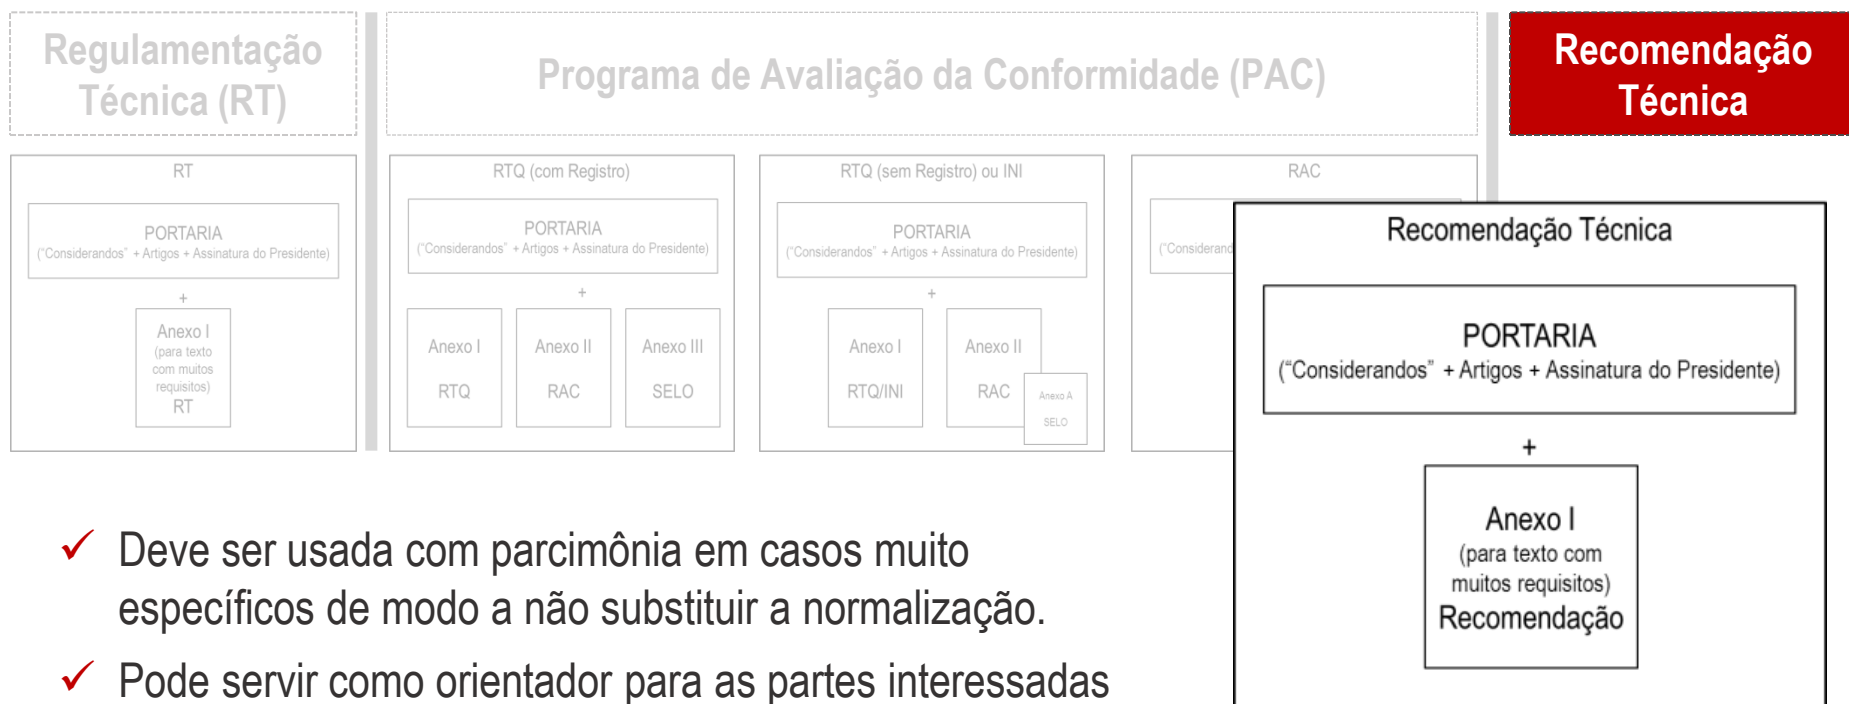 Regulamentação
Técnica (RT)
Programa de Avaliação da Conformidade (PAC)
Recomendação
Técnica
RT
PORTARIA
("Considerandos" + Artigos + Assinatura do Presidente)
+
Anexo I
(para texto
com muitos
requisitos)
RT
RTQ (com Registro)
PORTARIA
("Considerandos" + Artigos + Assinatura do Presidente)
+
Anexo I
RTQ
Anexo II
RAC
Anexo III
SELO
RTQ (sem Registro) ou INI
PORTARIA
("Considerandos" + Artigos + Assinatura do Presidente)
+
Anexo I
RTQ/INI
Anexo II
RAC
Anexo A
SELO
RAC
("Considerand
Recomendação Técnica
PORTARIA
("Considerandos" + Artigos + Assinatura do Presidente)
+
Anexo I
(para texto com
muitos requisitos)
Recomendação
✓ Deve ser usada com parcimônia em casos muito
específicos de modo a não substituir a normalização.
✓ Pode servir como orientador para as partes interessadas